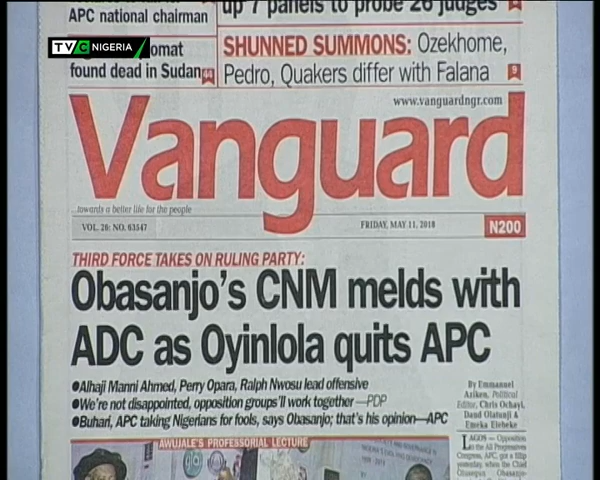 APC national chairman
up 7 panels to probe 26 judges
TVC NIGERIA
found dead in Sudan 44
SHUNNED SUMMONS: Ozekhome,
Pedro, Quakers differ with Falana 9
www.vanguardngr.com
Vanguard
...towards a better life for the people
VOL. 26: NO. 63547
FRIDAY, MAY 11, 2018
N200
THIRD FORCE TAKES ON RULING PARTY:
Obasanjo's CNM melds with
ADC as Oyinlola quits APC
●Alhaji Manni Ahmed, Perry Opara, Ralph Nwosu lead offensive
●We're not disappointed, opposition groups'll work together —PDP
●Buhari, APC taking Nigerians for fools, says Obasanjo; that's his opinion—APC
By Emmanuel
Aziken, Political
Editor, Chris Ochayi,
Daud Olatunji &
Emeka Elebeke
AWUJALE'S PROFESSORIAL LECTURE
LAGOS — Opposition
to the All Progressives
Congress, APC, got a fillip
yesterday, when the Chief
Olusegun Obasanjo-
glo